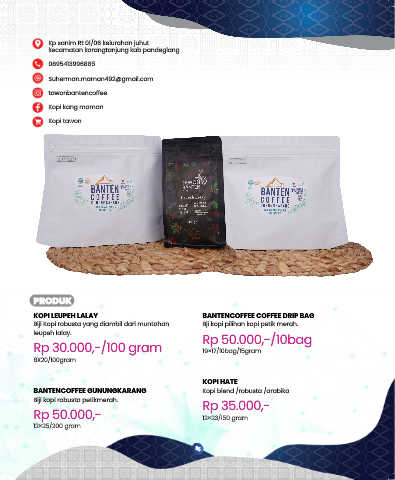 Kp sanim Rt 01/06 kelurahan juhut
kecamatan karangtanjung kab pandeglang
0895413996886
Suherman.maman492@gmail.com
tawonbantencoffee
Kopi kang maman
Kopi tawon
BANTEN
COFFEE
BANTEN
COFFEE
PRODUK
KOPI LEUPEH LALAY
Biji kopi robusta yang diambil dari muntahan
leupeh lalay.
Rp 30.000,-/100 gram
8X20/100gram
BANTENCOFFEE GUNUNGKARANG
Biji kopi robusta petikmerah.
Rp 50.000,-
13X25/200 gram
BANTENCOFFEE COFFEE DRIP BAG
Biji kopi pilihan kopi petik merah.
Rp 50.000,-/10bag
19x17/10bag/15gram
KOPI HATE
Kopi blend /robusta /arabika
Rp 35.000,-
13x23/150 gram